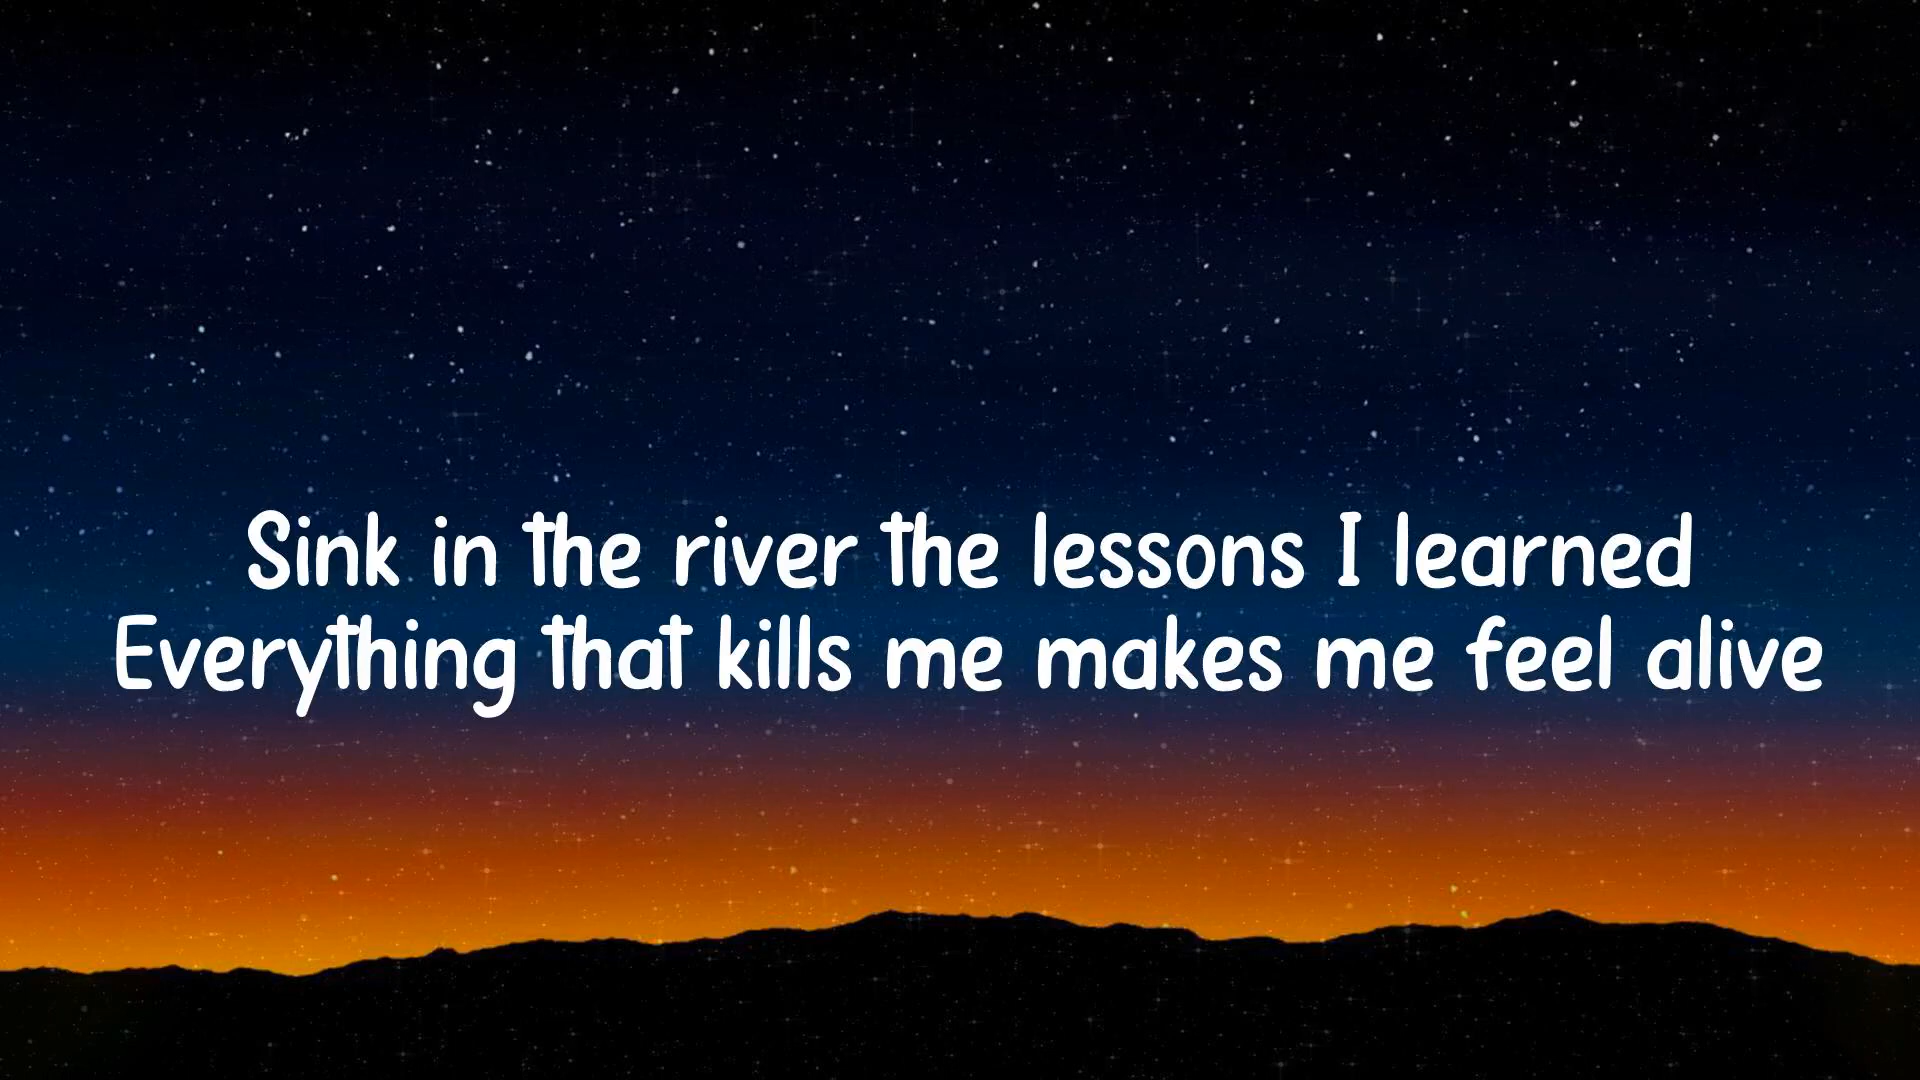 Sink in the river the lessons I learned
Everything that kills me makes me feel alive